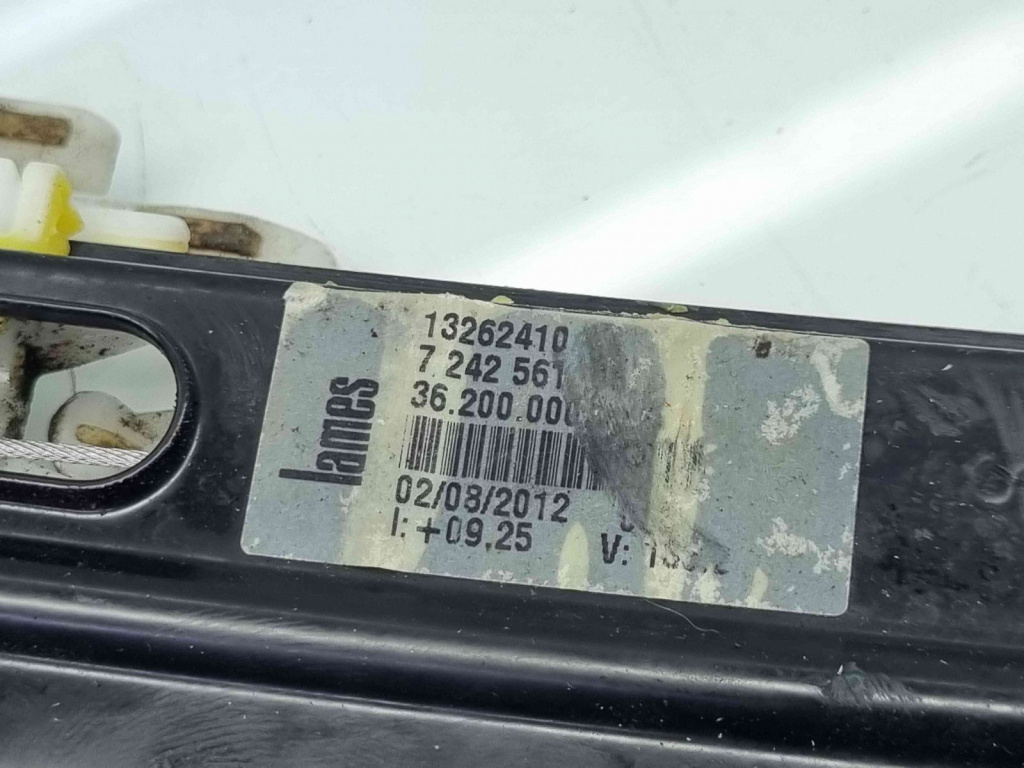 lames
13262410
7 242 561
36.200.000
02/08/2012
I: +09.25
V: